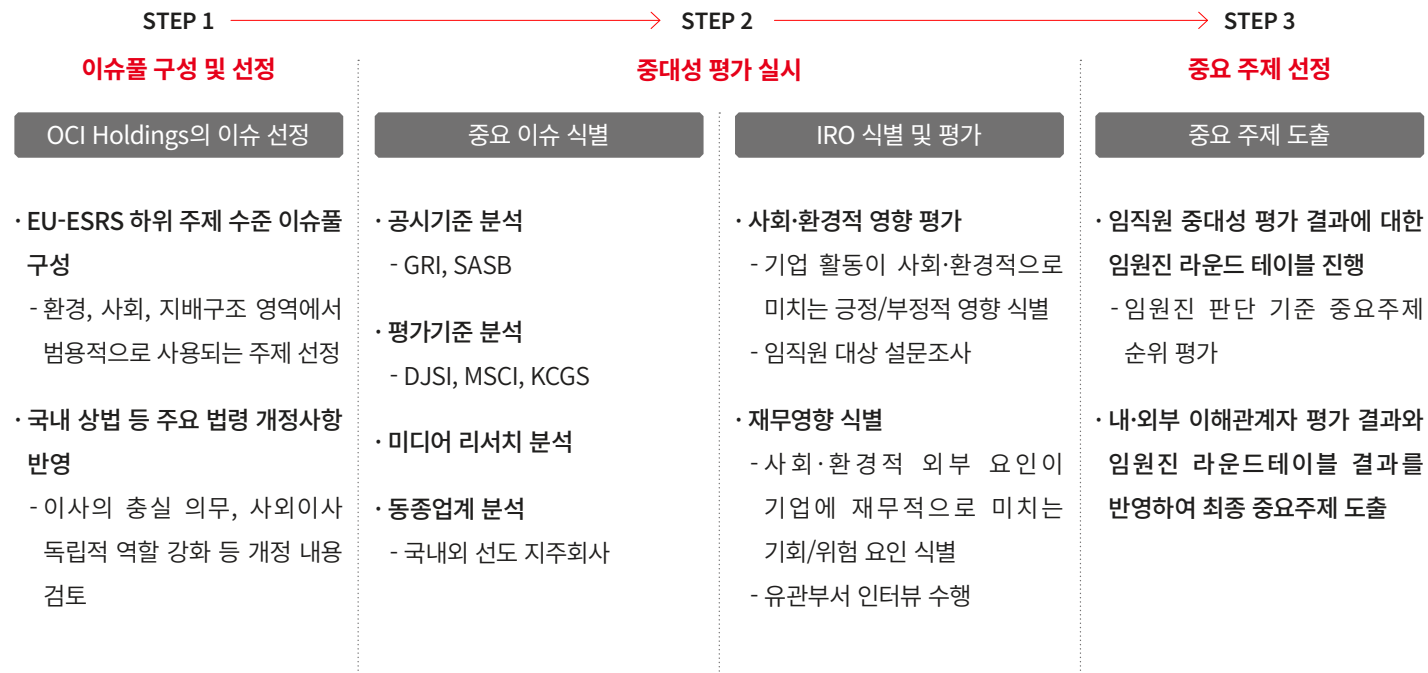 STEP 1
STEP 2
STEP 3
이슈풀 구성 및 선정
중대성 평가 실시
중요 주제 선정
OCI Holdings의 이슈 선정
· EU-ESRS 하위 주제 수준 이슈풀
구성
- 환경, 사회, 지배구조 영역에서
범용적으로 사용되는 주제 선정
· 국내 상법 등 주요 법령 개정사항
반영
- 이사의 충실 의무, 사외이사
독립적 역할 강화 등 개정 내용
검토
중요 이슈 식별
· 공시기준 분석
- GRI, SASB
· 평가기준 분석
- DJSI, MSCI, KCGS
· 미디어 리서치 분석
· 동종업계 분석
- 국내외 선도 지주회사
IRO 식별 및 평가
· 사회·환경적 영향 평가
- 기업 활동이 사회·환경적으로
미치는 긍정/부정적 영향 식별
- 임직원 대상 설문조사
· 재무영향 식별
- 사회·환경적 외부 요인이
기업에 재무적으로 미치는
기회/위험 요인 식별
- 유관부서 인터뷰 수행
중요 주제 도출
· 임직원 중대성 평가 결과에 대한
임원진 라운드 테이블 진행
- 임원진 판단 기준 중요주제
순위 평가
· 내·외부 이해관계자 평가 결과와
임원진 라운드테이블 결과를
반영하여 최종 중요주제 도출